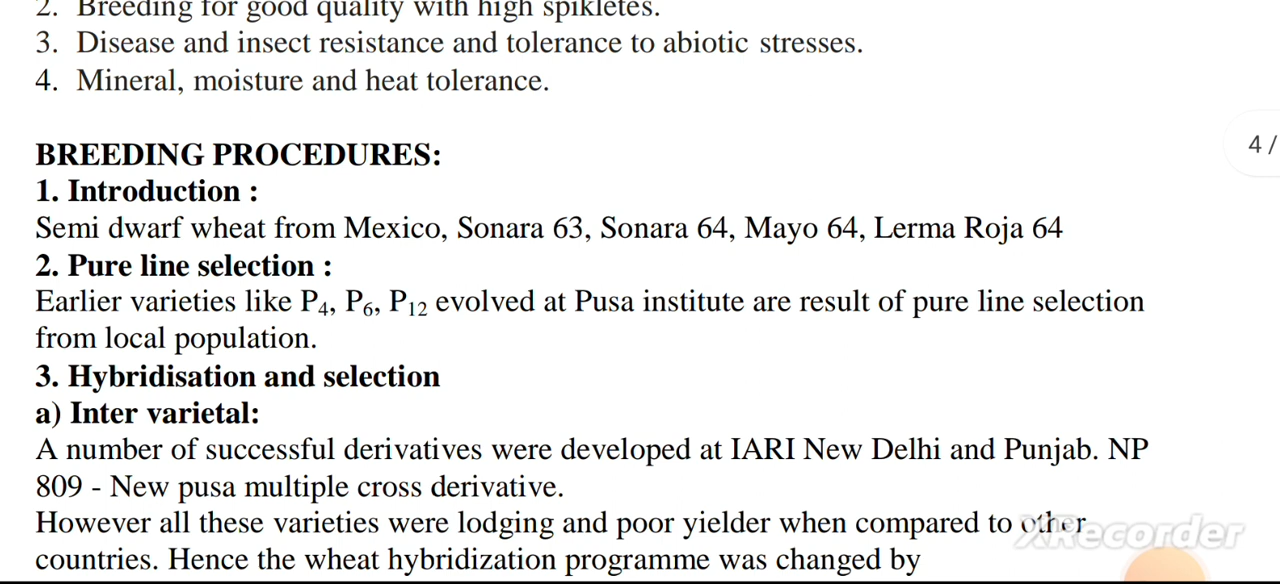 2. Breeding for good quality with high spikletes.
3. Disease and insect resistance and tolerance to abiotic stresses.
4. Mineral, moisture and heat tolerance.
4 /
BREEDING PROCEDURES:
1. Introduction :
Semi dwarf wheat from Mexico, Sonara 63, Sonara 64, Mayo 64, Lerma Roja 64
2. Pure line selection :
Earlier varieties like P₄, P₆, P₁₂ evolved at Pusa institute are result of pure line selection
from local population.
3. Hybridisation and selection
a) Inter varietal:
A number of successful derivatives were developed at IARI New Delhi and Punjab. NP
809 - New pusa multiple cross derivative.
However all these varieties were lodging and poor yielder when compared to other
XRecorder
countries. Hence the wheat hybridization programme was changed by